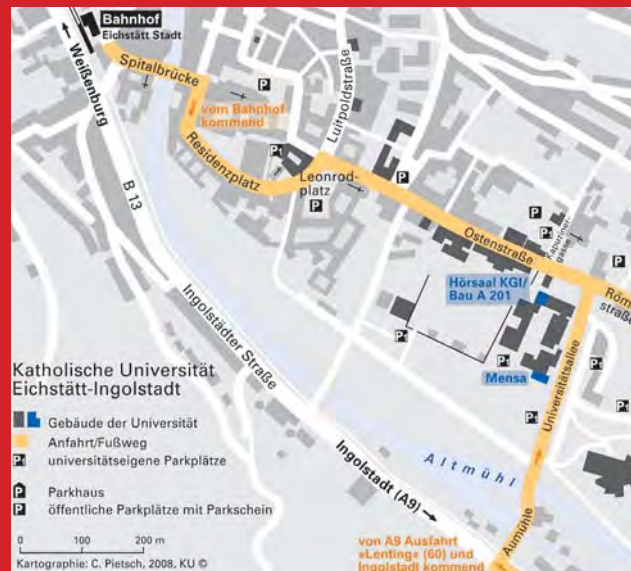 Bahnhof
Eichstätt Stadt
Weißenburg
Spitalbrücke
vom Bahnhof
kommend
Luitpoldstraße
Residenzplatz
Leonrod-
platz
B 13
Ostenstraße
Kapuziner-
gasse
Hörsaal KGI/
Bau A 201
Röm
straße
Ingolstädter Straße
Mensa
Universitätsallee
Katholische Universität
Eichstätt-Ingolstadt
Gebäude der Universität
Anfahrt/Fußweg
universitätseigene Parkplätze
Parkhaus
öffentliche Parkplätze mit Parkschein
Ingolstadt (A9)
Altmühl
Aumühle
von A9 Ausfahrt
»Lenting« (60) und
Ingolstadt kommend
0 100 200 m
Kartographie: C. Pietsch, 2008, KU ©